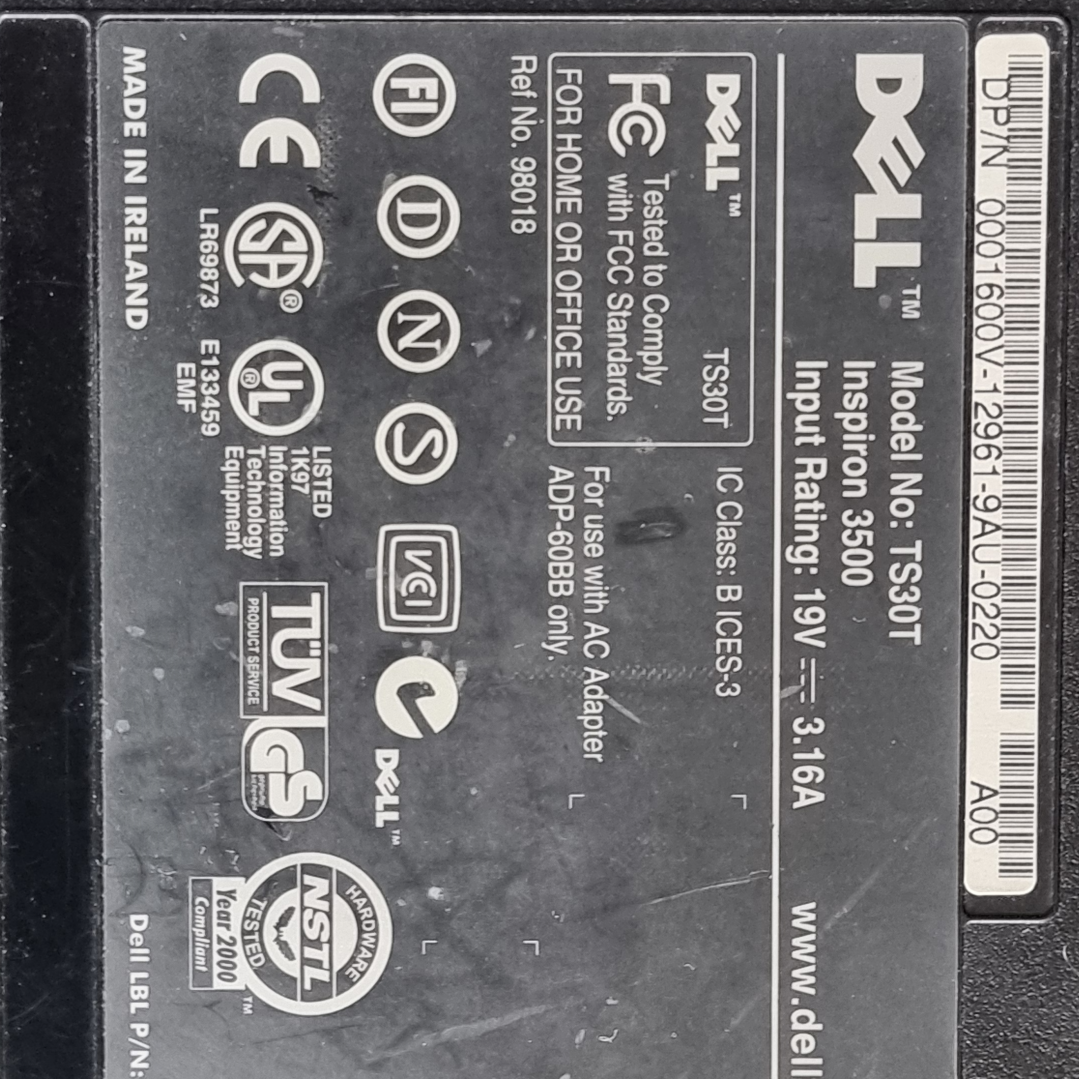 DP/N 0001600V-12961-9AU-0220 A00
DELL™
Model No: TS30T
Inspiron 3500
Input Rating: 19V ⎓ 3.16A
www.dell
DELL™ TS30T
FC Tested to Comply
with FCC Standards.
FOR HOME OR OFFICE USE
Ref No. 98018
IC Class: B ICES-3
For use with AC Adapter
ADP-60BB only.
FI D N S VCI
DELL™
CE
SA®
LR69873
UL®
E133459
EMF
LISTED
1K97
Information
Technology
Equipment
TÜV
PRODUCT SERVICE
GS
HARDWARE
NSTL
TESTED
Year 2000
Compliant
™
MADE IN IRELAND
Dell LBL P/N: